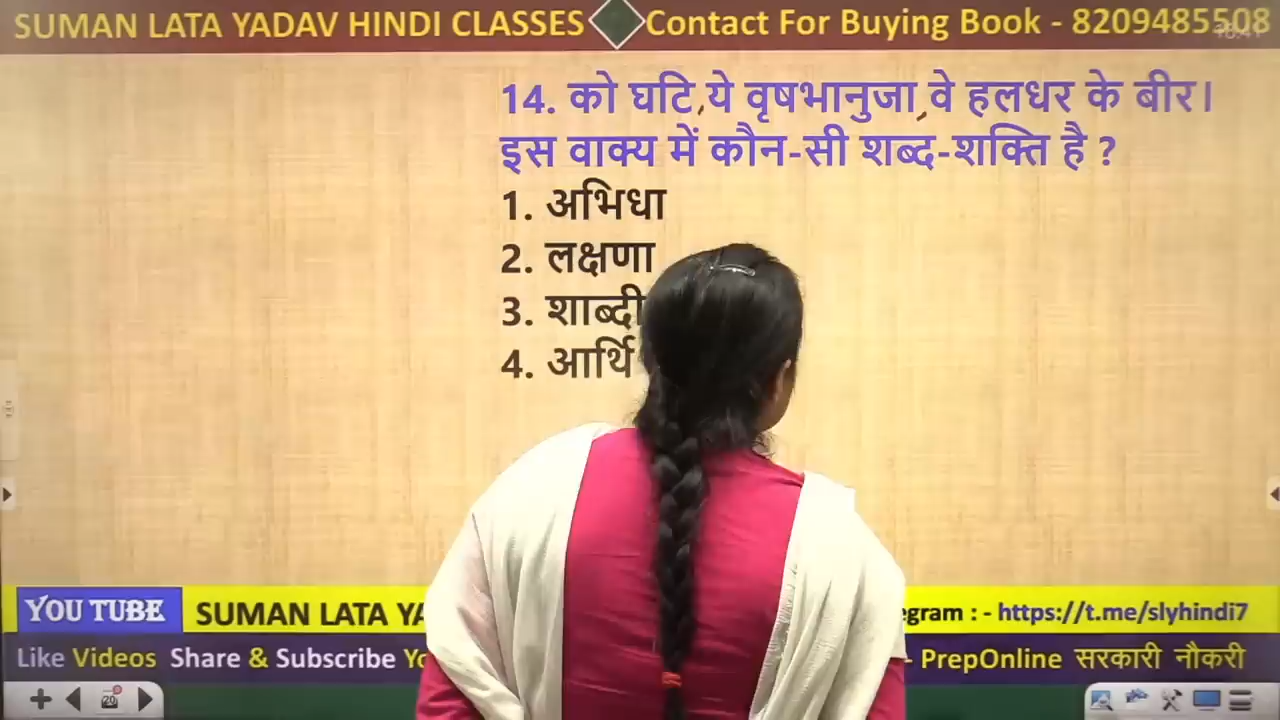 SUMAN LATA YADAV HINDI CLASSES Contact For Buying Book - 8209485508
14. को घटि,ये वृषभानुजा,वे हलधर के बीर।
इस वाक्य में कौन-सी शब्द-शक्ति है ?
1. अभिधा
2. लक्षणा
3. शाब्दी
4. आर्थि
YOU TUBE SUMAN LATA YA egram : - https://t.me/slyhindi7
Like Videos Share & Subscribe Yo - PrepOnline सरकारी नौकरी
20